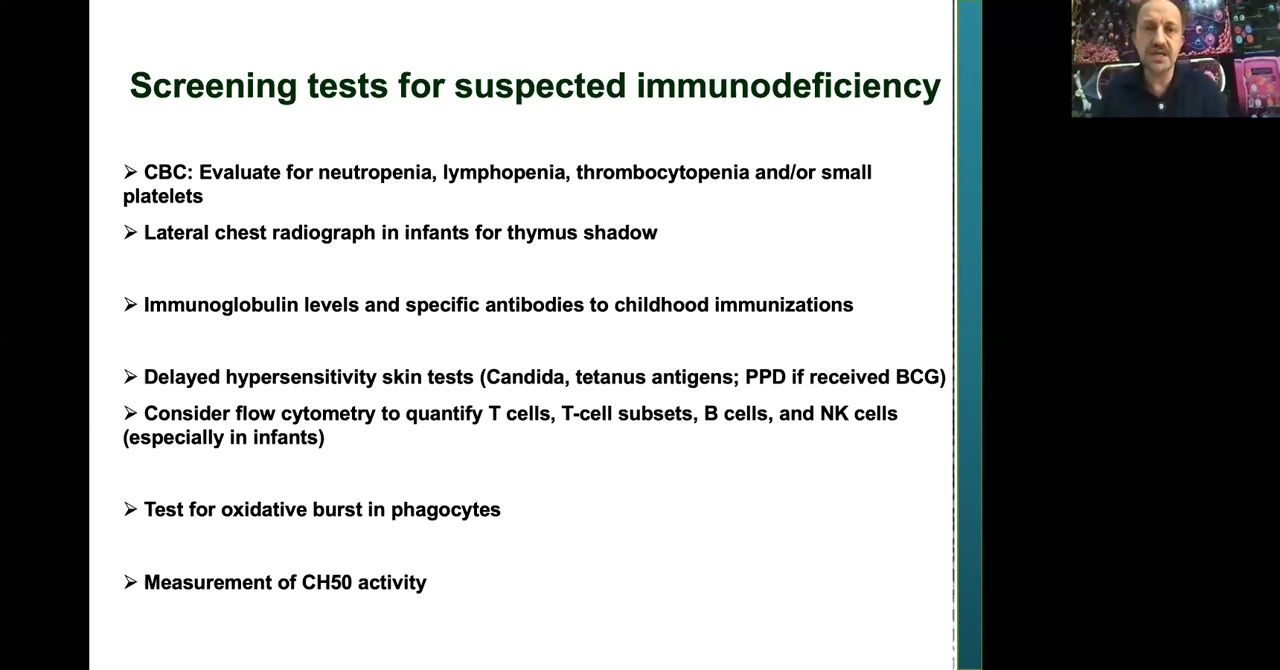 Screening tests for suspected immunodeficiency
➢ CBC: Evaluate for neutropenia, lymphopenia, thrombocytopenia and/or small
platelets
➢ Lateral chest radiograph in infants for thymus shadow
➢ Immunoglobulin levels and specific antibodies to childhood immunizations
➢ Delayed hypersensitivity skin tests (Candida, tetanus antigens; PPD if received BCG)
➢ Consider flow cytometry to quantify T cells, T-cell subsets, B cells, and NK cells
(especially in infants)
➢ Test for oxidative burst in phagocytes
➢ Measurement of CH50 activity